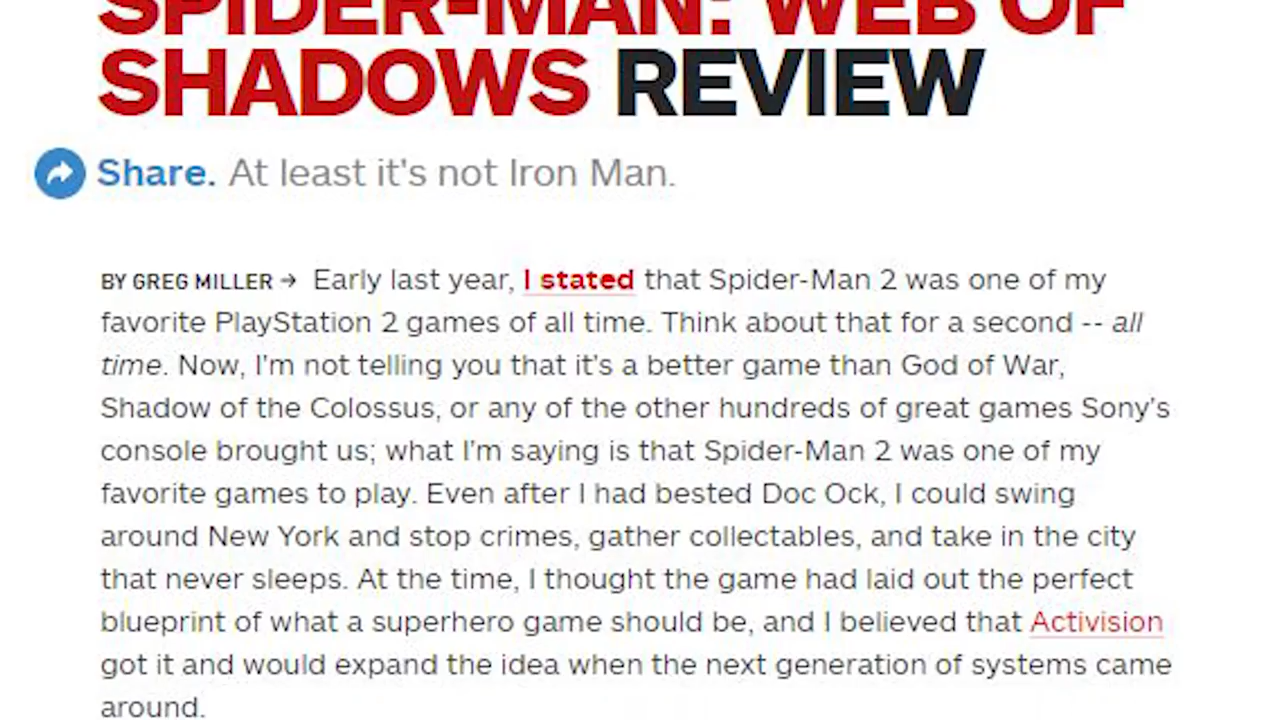 SPIDER-MAN: WEB OF
SHADOWS REVIEW
Share. At least it's not Iron Man.
BY GREG MILLER → Early last year, I stated that Spider-Man 2 was one of my
favorite PlayStation 2 games of all time. Think about that for a second -- all
time. Now, I'm not telling you that it's a better game than God of War,
Shadow of the Colossus, or any of the other hundreds of great games Sony's
console brought us; what I'm saying is that Spider-Man 2 was one of my
favorite games to play. Even after I had bested Doc Ock, I could swing
around New York and stop crimes, gather collectables, and take in the city
that never sleeps. At the time, I thought the game had laid out the perfect
blueprint of what a superhero game should be, and I believed that Activision
got it and would expand the idea when the next generation of systems came
around.